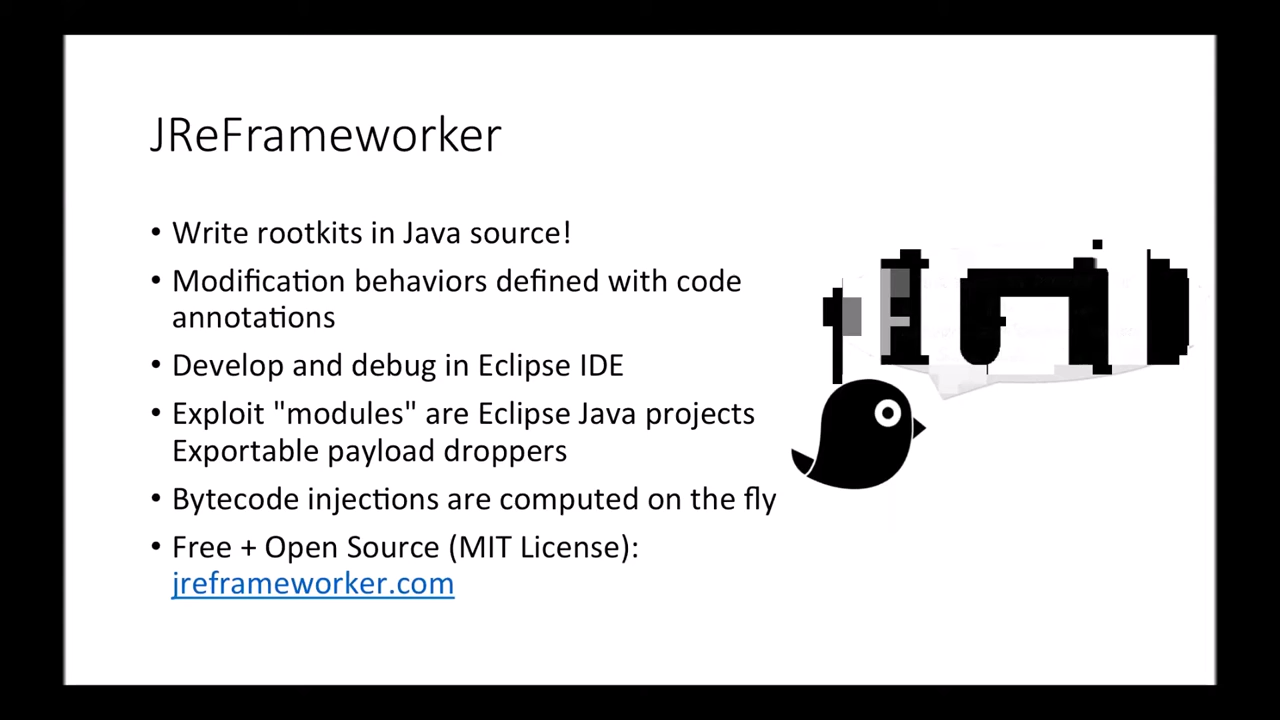 JReFrameworker
• Write rootkits in Java source!
• Modification behaviors defined with code
annotations
• Develop and debug in Eclipse IDE
• Exploit "modules" are Eclipse Java projects
Exportable payload droppers
• Bytecode injections are computed on the fly
• Free + Open Source (MIT License):
jreframeworker.com